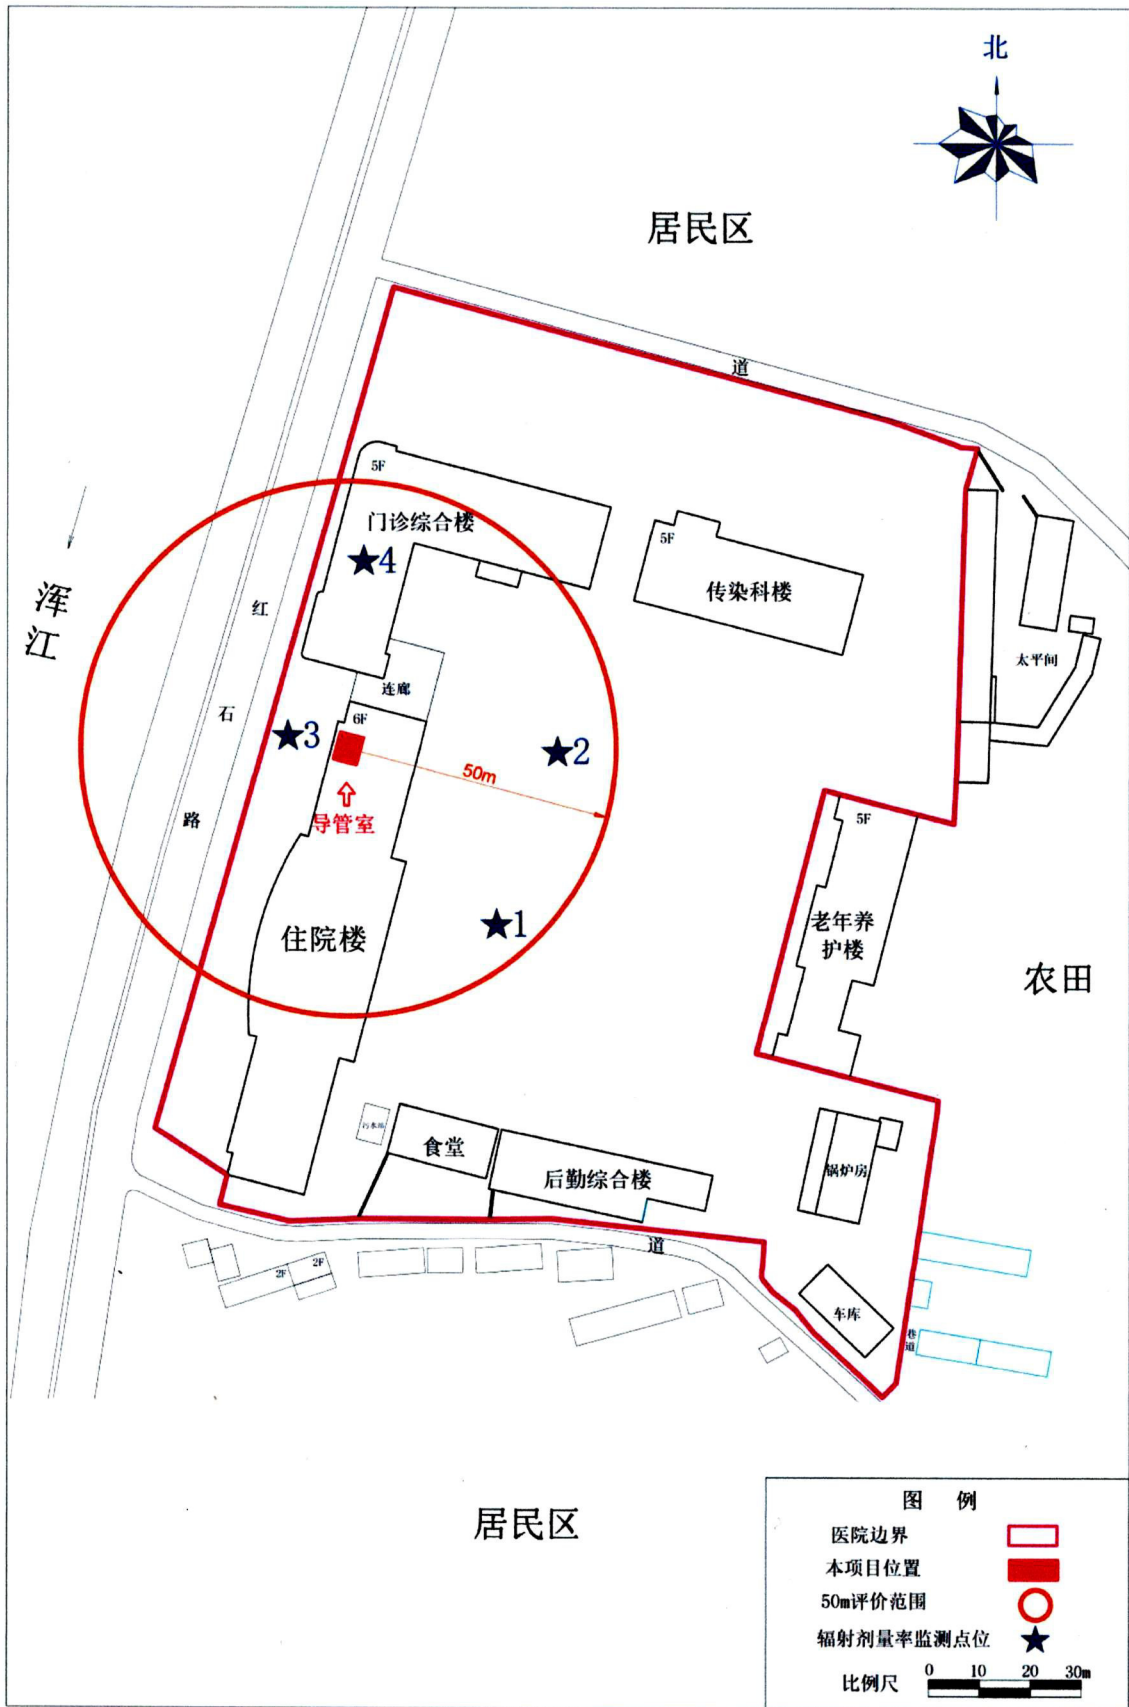 北
居民区
道
5F
门诊综合楼
5F
传染科楼
★4
浑江
红
太平间
连廊
石
6F
★3
★2
50m
导管室
路
5F
★1
老年养
护楼
住院楼
农田
食堂
后勤综合楼
锅炉房
道
2F
2F
车库
巷道
居民区
图 例
医院边界
本项目位置
50m评价范围
辐射剂量率监测点位
比例尺
0 10 20 30m